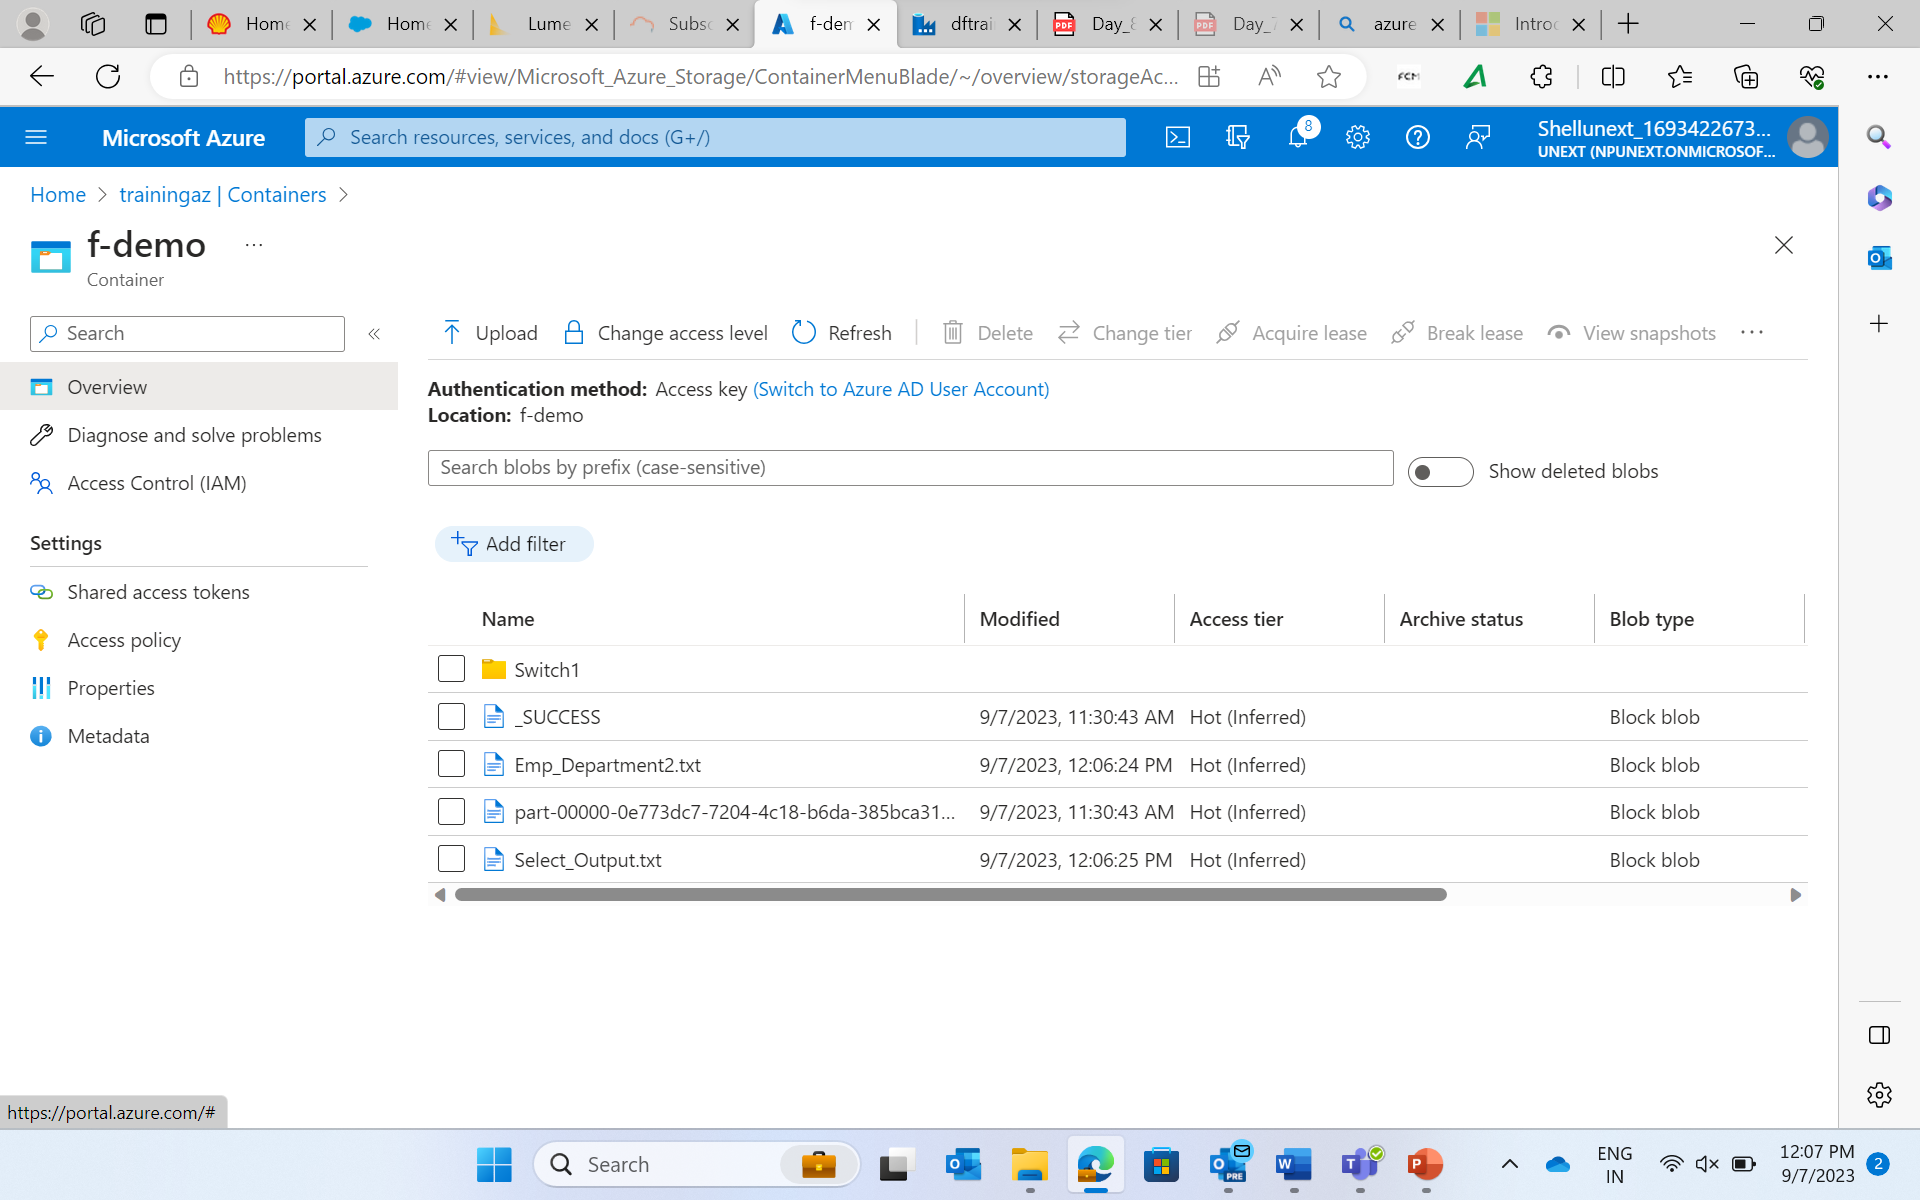 Home
Home
Lume
Subsc
f-dem
dftrain
Day_8
Day_7
azure
Introd
https://portal.azure.com/#view/Microsoft_Azure_Storage/ContainerMenuBlade/~/overview/storageAc...
FCM
Microsoft Azure
Search resources, services, and docs (G+/)
8
Shellunext_1693422673...
UNEXT (NPUNEXT.ONMICROSOF...
Home > trainingaz | Containers >
f-demo ...
Container
Search
«
Upload
Change access level
Refresh
Delete
Change tier
Acquire lease
Break lease
View snapshots
...
Overview
Diagnose and solve problems
Access Control (IAM)
Settings
Shared access tokens
Access policy
Properties
Metadata
Authentication method: Access key (Switch to Azure AD User Account)
Location: f-demo
Search blobs by prefix (case-sensitive)
Show deleted blobs
Add filter
Name Modified Access tier Archive status Blob type
Switch1
_SUCCESS 9/7/2023, 11:30:43 AM Hot (Inferred) Block blob
Emp_Department2.txt 9/7/2023, 12:06:24 PM Hot (Inferred) Block blob
part-00000-0e773dc7-7204-4c18-b6da-385bca31... 9/7/2023, 11:30:43 AM Hot (Inferred) Block blob
Select_Output.txt 9/7/2023, 12:06:25 PM Hot (Inferred) Block blob
https://portal.azure.com/#
Search
PRE
ENG
IN
12:07 PM
9/7/2023
2